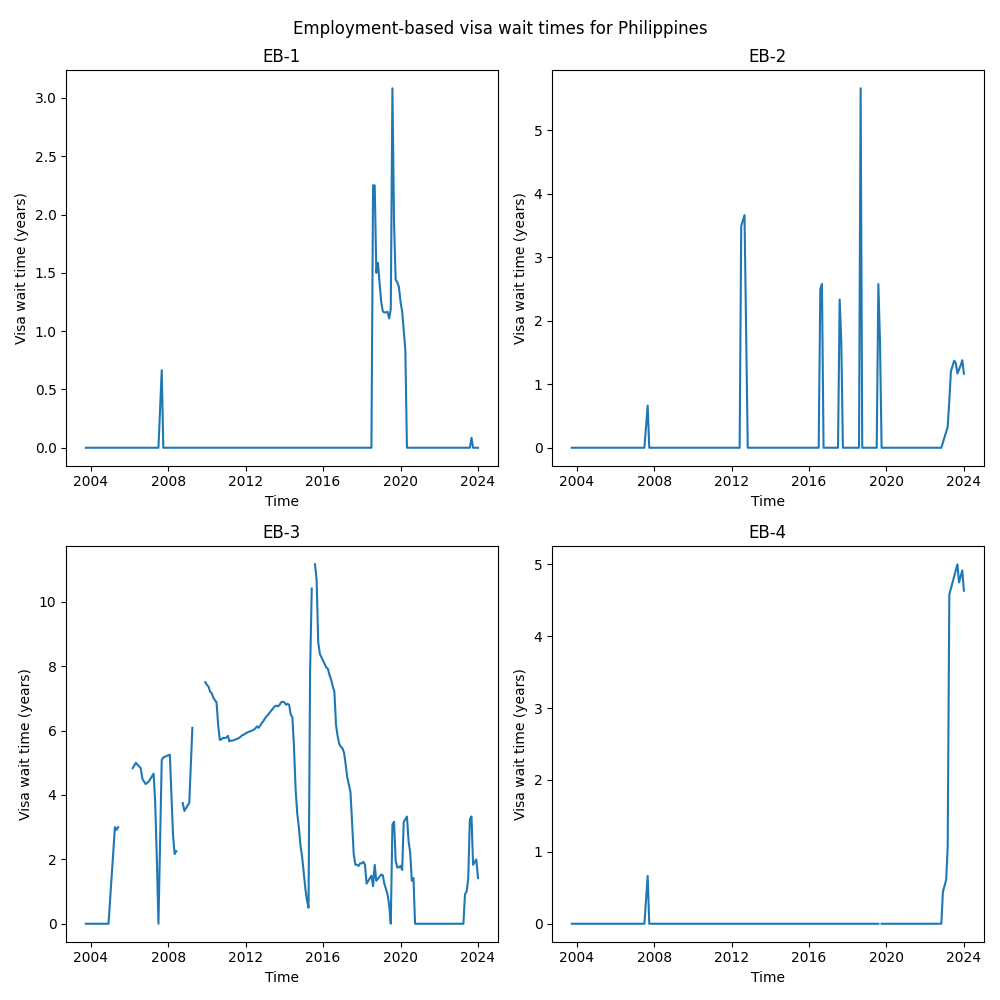 Employment-based visa wait times for Philippines
EB-1
3.0
2.5
2.0
1.5
1.0
0.5
0.0
Visa wait time (years)
2004 2008 2012 2016 2020 2024
Time
EB-2
5
4
3
2
1
0
Visa wait time (years)
2004 2008 2012 2016 2020 2024
Time
EB-3
10
8
6
4
2
0
Visa wait time (years)
2004 2008 2012 2016 2020 2024
Time
EB-4
5
4
3
2
1
0
Visa wait time (years)
2004 2008 2012 2016 2020 2024
Time